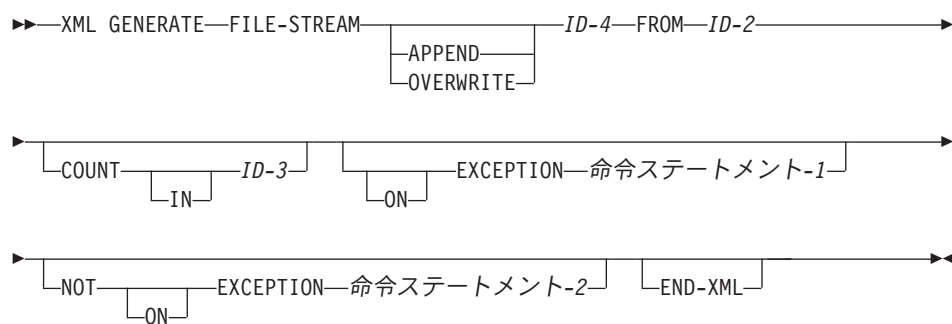 XML GENERATE FILE-STREAM ID-4 FROM ID-2
APPEND
OVERWRITE
COUNT ID-3 EXCEPTION 命令ステートメント-1
IN ON
NOT EXCEPTION 命令ステートメント-2 END-XML
ON